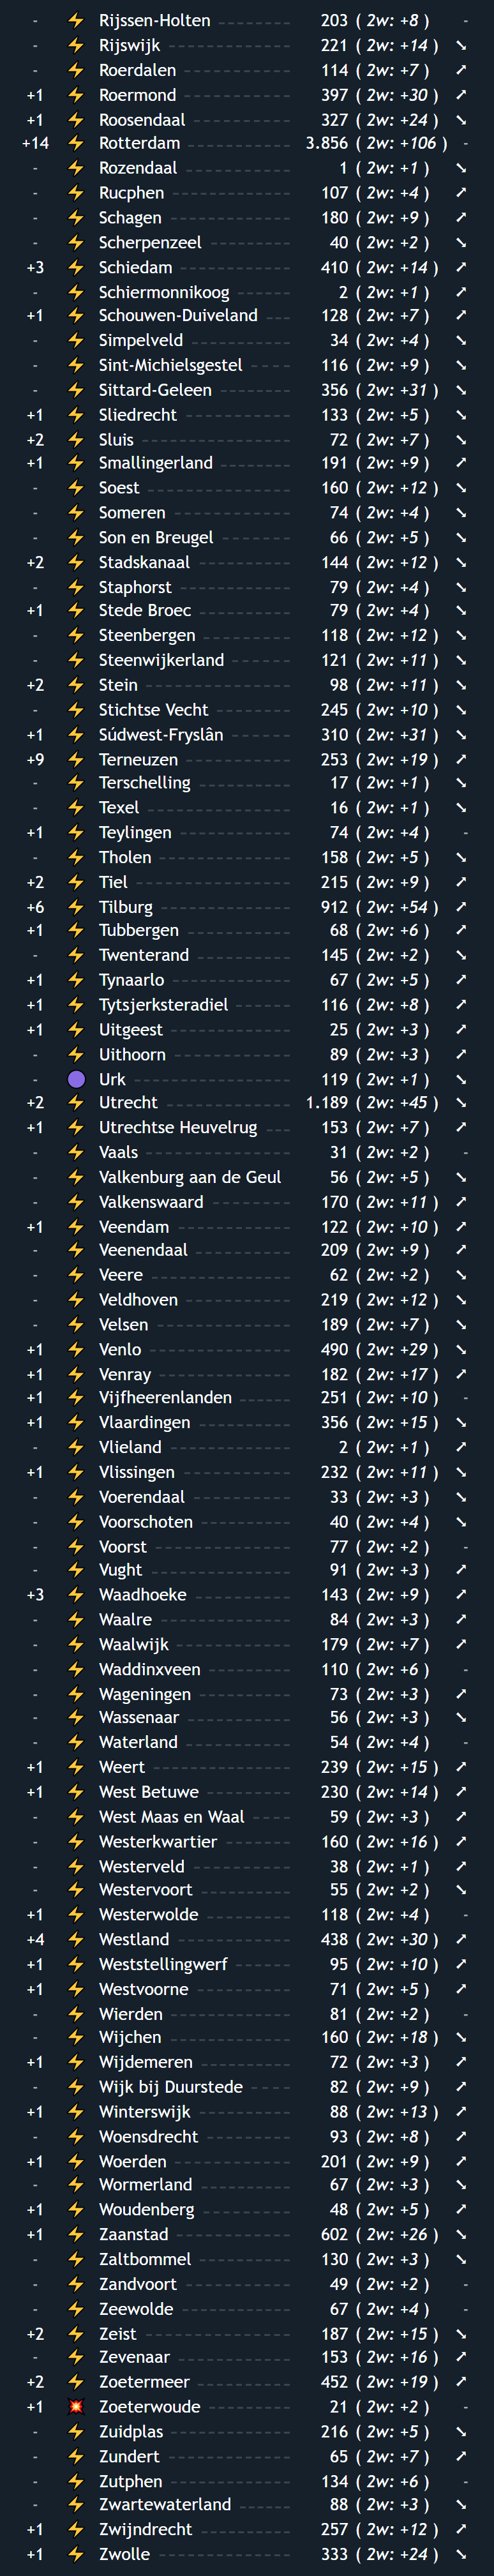 - ⚡ Rijssen-Holten 203 ( 2w: +8 ) -
- ⚡ Rijswijk 221 ( 2w: +14 ) ↘
- ⚡ Roerdalen 114 ( 2w: +7 ) ↗
+1 ⚡ Roermond 397 ( 2w: +30 ) ↗
+1 ⚡ Roosendaal 327 ( 2w: +24 ) ↘
+14 ⚡ Rotterdam 3.856 ( 2w: +106 ) -
- ⚡ Rozendaal 1 ( 2w: +1 ) ↘
- ⚡ Rucphen 107 ( 2w: +4 ) ↗
- ⚡ Schagen 180 ( 2w: +9 ) ↗
- ⚡ Scherpenzeel 40 ( 2w: +2 ) ↘
+3 ⚡ Schiedam 410 ( 2w: +14 ) ↗
- ⚡ Schiermonnikoog 2 ( 2w: +1 ) ↗
+1 ⚡ Schouwen-Duiveland 128 ( 2w: +7 ) ↗
- ⚡ Simpelveld 34 ( 2w: +4 ) ↘
- ⚡ Sint-Michielsgestel 116 ( 2w: +9 ) ↘
- ⚡ Sittard-Geleen 356 ( 2w: +31 ) ↘
+1 ⚡ Sliedrecht 133 ( 2w: +5 ) ↘
+2 ⚡ Sluis 72 ( 2w: +7 ) ↘
+1 ⚡ Smallingerland 191 ( 2w: +9 ) ↗
- ⚡ Soest 160 ( 2w: +12 ) ↘
- ⚡ Someren 74 ( 2w: +4 ) ↘
- ⚡ Son en Breugel 66 ( 2w: +5 ) ↘
+2 ⚡ Stadskanaal 144 ( 2w: +12 ) ↘
- ⚡ Staphorst 79 ( 2w: +4 ) ↘
+1 ⚡ Stede Broec 79 ( 2w: +4 ) ↘
- ⚡ Steenbergen 118 ( 2w: +12 ) ↘
- ⚡ Steenwijkerland 121 ( 2w: +11 ) ↘
+2 ⚡ Stein 98 ( 2w: +11 ) ↘
- ⚡ Stichtse Vecht 245 ( 2w: +10 ) ↘
+1 ⚡ Súdwest-Fryslân 310 ( 2w: +31 ) ↘
+9 ⚡ Terneuzen 253 ( 2w: +19 ) ↗
- ⚡ Terschelling 17 ( 2w: +1 ) ↘
- ⚡ Texel 16 ( 2w: +1 ) ↘
+1 ⚡ Teylingen 74 ( 2w: +4 ) -
- ⚡ Tholen 158 ( 2w: +5 ) ↘
+2 ⚡ Tiel 215 ( 2w: +9 ) ↗
+6 ⚡ Tilburg 912 ( 2w: +54 ) ↗
+1 ⚡ Tubbergen 68 ( 2w: +6 ) ↗
- ⚡ Twenterand 145 ( 2w: +2 ) ↘
+1 ⚡ Tynaarlo 67 ( 2w: +5 ) ↗
+1 ⚡ Tytsjerksteradiel 116 ( 2w: +8 ) ↗
+1 ⚡ Uitgeest 25 ( 2w: +3 ) ↗
- ⚡ Uithoorn 89 ( 2w: +3 ) ↗
- 🟣 Urk 119 ( 2w: +1 ) ↘
+2 ⚡ Utrecht 1.189 ( 2w: +45 ) ↘
+1 ⚡ Utrechtse Heuvelrug 153 ( 2w: +7 ) ↗
- ⚡ Vaals 31 ( 2w: +2 ) -
- ⚡ Valkenburg aan de Geul 56 ( 2w: +5 ) ↘
- ⚡ Valkenswaard 170 ( 2w: +11 ) ↗
+1 ⚡ Veendam 122 ( 2w: +10 ) ↗
- ⚡ Veenendaal 209 ( 2w: +9 ) ↗
- ⚡ Veere 62 ( 2w: +2 ) ↘
- ⚡ Veldhoven 219 ( 2w: +12 ) ↘
- ⚡ Velsen 189 ( 2w: +7 ) ↘
+1 ⚡ Venlo 490 ( 2w: +29 ) ↘
+1 ⚡ Venray 182 ( 2w: +17 ) ↗
+1 ⚡ Vijfheerenlanden 251 ( 2w: +10 ) -
+1 ⚡ Vlaardingen 356 ( 2w: +15 ) ↘
- ⚡ Vlieland 2 ( 2w: +1 ) ↗
+1 ⚡ Vlissingen 232 ( 2w: +11 ) ↘
- ⚡ Voerendaal 33 ( 2w: +3 ) ↘
- ⚡ Voorschoten 40 ( 2w: +4 ) ↘
- ⚡ Voorst 77 ( 2w: +2 ) -
- ⚡ Vught 91 ( 2w: +3 ) ↗
+3 ⚡ Waadhoeke 143 ( 2w: +9 ) ↗
- ⚡ Waalre 84 ( 2w: +3 ) ↗
- ⚡ Waalwijk 179 ( 2w: +7 ) ↗
- ⚡ Waddinxveen 110 ( 2w: +6 ) -
- ⚡ Wageningen 73 ( 2w: +3 ) ↗
- ⚡ Wassenaar 56 ( 2w: +3 ) ↘
- ⚡ Waterland 54 ( 2w: +4 ) -
+1 ⚡ Weert 239 ( 2w: +15 ) ↗
+1 ⚡ West Betuwe 230 ( 2w: +14 ) ↗
- ⚡ West Maas en Waal 59 ( 2w: +3 ) ↗
- ⚡ Westerkwartier 160 ( 2w: +16 ) ↗
- ⚡ Westerveld 38 ( 2w: +1 ) ↗
- ⚡ Westervoort 55 ( 2w: +2 ) ↘
+1 ⚡ Westerwolde 118 ( 2w: +4 ) -
+4 ⚡ Westland 438 ( 2w: +30 ) ↗
+1 ⚡ Weststellingwerf 95 ( 2w: +10 ) ↗
+1 ⚡ Westvoorne 71 ( 2w: +5 ) ↗
- ⚡ Wierden 81 ( 2w: +2 ) -
- ⚡ Wijchen 160 ( 2w: +18 ) ↘
+1 ⚡ Wijdemeren 72 ( 2w: +3 ) ↗
- ⚡ Wijk bij Duurstede 82 ( 2w: +9 ) ↗
+1 ⚡ Winterswijk 88 ( 2w: +13 ) ↗
- ⚡ Woensdrecht 93 ( 2w: +8 ) ↗
+1 ⚡ Woerden 201 ( 2w: +9 ) ↗
- ⚡ Wormerland 67 ( 2w: +3 ) ↘
+1 ⚡ Woudenberg 48 ( 2w: +5 ) ↗
+1 ⚡ Zaanstad 602 ( 2w: +26 ) ↘
- ⚡ Zaltbommel 130 ( 2w: +3 ) ↘
- ⚡ Zandvoort 49 ( 2w: +2 ) -
- ⚡ Zeewolde 67 ( 2w: +4 ) -
+2 ⚡ Zeist 187 ( 2w: +15 ) ↘
- ⚡ Zevenaar 153 ( 2w: +16 ) ↗
+2 ⚡ Zoetermeer 452 ( 2w: +19 ) ↗
+1 💥 Zoeterwoude 21 ( 2w: +2 ) -
- ⚡ Zuidplas 216 ( 2w: +5 ) ↘
- ⚡ Zundert 65 ( 2w: +7 ) ↗
- ⚡ Zutphen 134 ( 2w: +6 ) -
- ⚡ Zwartewaterland 88 ( 2w: +3 ) ↘
+1 ⚡ Zwijndrecht 257 ( 2w: +12 ) ↗
+1 ⚡ Zwolle 333 ( 2w: +24 ) ↘